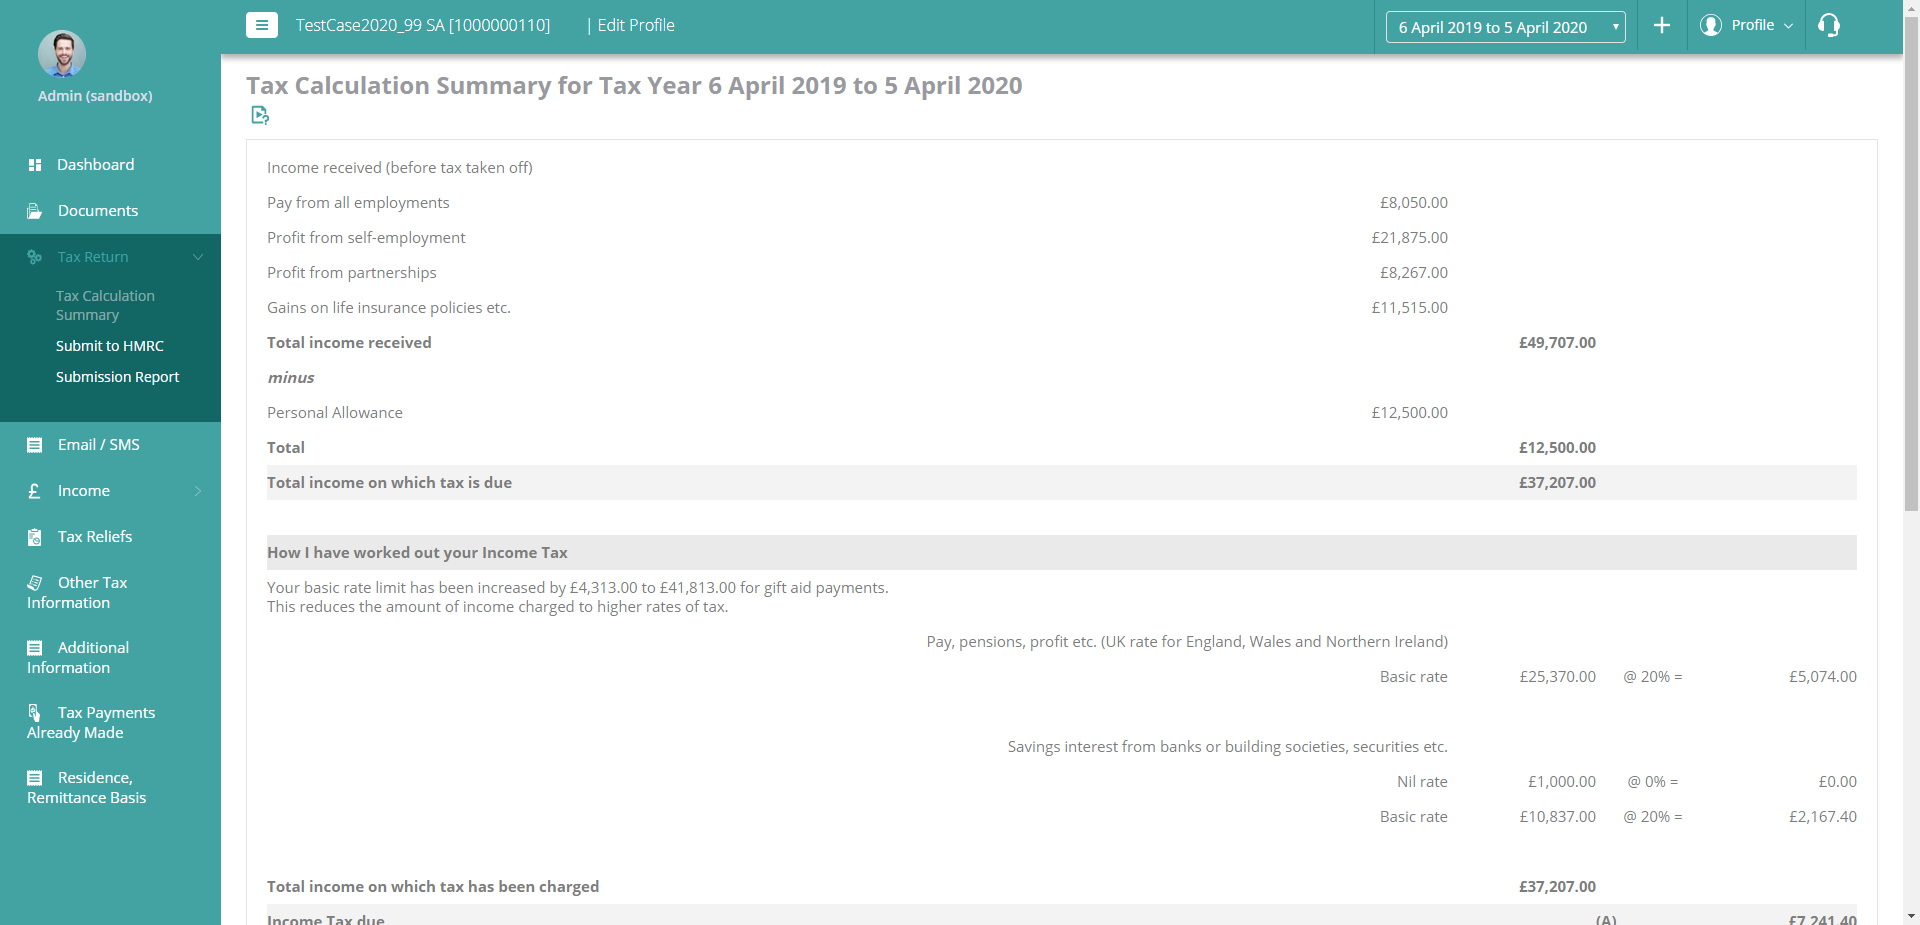 TestCase2020_99 SA [1000000110] | Edit Profile
6 April 2019 to 5 April 2020
Profile
Admin (sandbox)
Dashboard
Documents
Tax Return
Tax Calculation
Summary
Submit to HMRC
Submission Report
Email / SMS
Income
Tax Reliefs
Other Tax
Information
Additional
Information
Tax Payments
Already Made
Residence,
Remittance Basis
Tax Calculation Summary for Tax Year 6 April 2019 to 5 April 2020
Income received (before tax taken off)
Pay from all employments £8,050.00
Profit from self-employment £21,875.00
Profit from partnerships £8,267.00
Gains on life insurance policies etc. £11,515.00
Total income received £49,707.00
minus
Personal Allowance £12,500.00
Total £12,500.00
Total income on which tax is due £37,207.00
How I have worked out your Income Tax
Your basic rate limit has been increased by £4,313.00 to £41,813.00 for gift aid payments.
This reduces the amount of income charged to higher rates of tax.
Pay, pensions, profit etc. (UK rate for England, Wales and Northern Ireland)
Basic rate £25,370.00 @ 20% = £5,074.00
Savings interest from banks or building societies, securities etc.
Nil rate £1,000.00 @ 0% = £0.00
Basic rate £10,837.00 @ 20% = £2,167.40
Total income on which tax has been charged £37,207.00
Income Tax due (A) £7,241.40